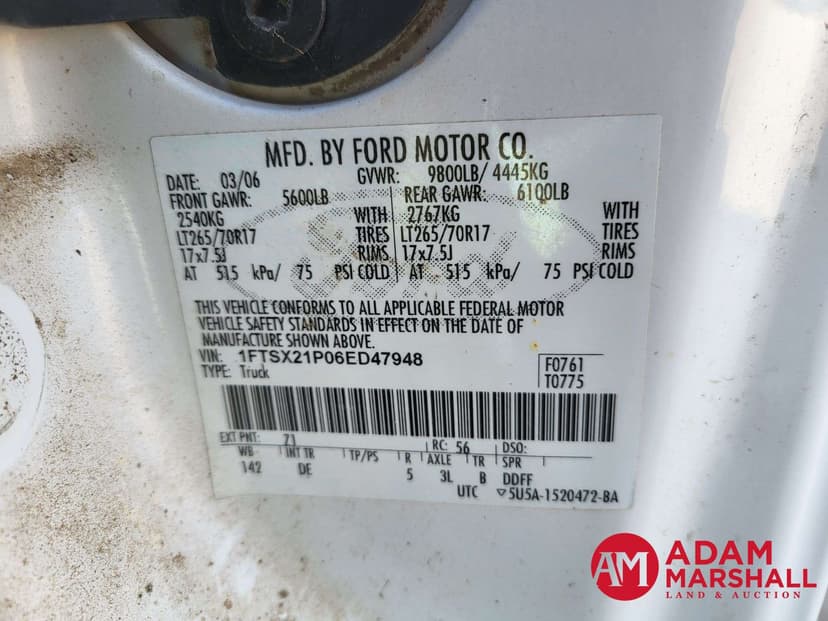 MFD. BY FORD MOTOR CO.
DATE: 03/06 GVWR: 9800LB/ 4445KG
FRONT GAWR: 5600LB REAR GAWR: 6100LB
2540KG WITH 2767KG WITH
LT265/70R17 TIRES LT265/70R17 TIRES
17x7.5J RIMS 17x7.5J RIMS
AT 515 kPa/ 75 PSI COLD AT 515 kPa/ 75 PSI COLD
THIS VEHICLE CONFORMS TO ALL APPLICABLE FEDERAL MOTOR
VEHICLE SAFETY STANDARDS IN EFFECT ON THE DATE OF
MANUFACTURE SHOWN ABOVE.
VIN: 1FTSX21P06ED47948 F0761
TYPE: Truck T0775
EXT PNT: Z1 RC: 56 DSO:
WB INT TR TP/PS R AXLE TR SPR
142 DE 5 3L B DDFF
UTC ▽5U5A-1520472-BA
AM ADAM
MARSHALL
LAND & AUCTION